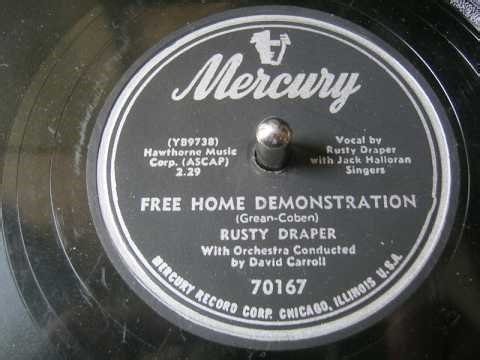 Mercury
(YB9738)
Hawthorne Music
Corp. (ASCAP)
2.29
Vocal by
Rusty Draper
with Jack Halloran
Singers
FREE HOME DEMONSTRATION
(Grean-Coben)
RUSTY DRAPER
With Orchestra Conducted
by David Carroll
70167
MERCURY RECORD CORP. CHICAGO, ILLINOIS U.S.A.